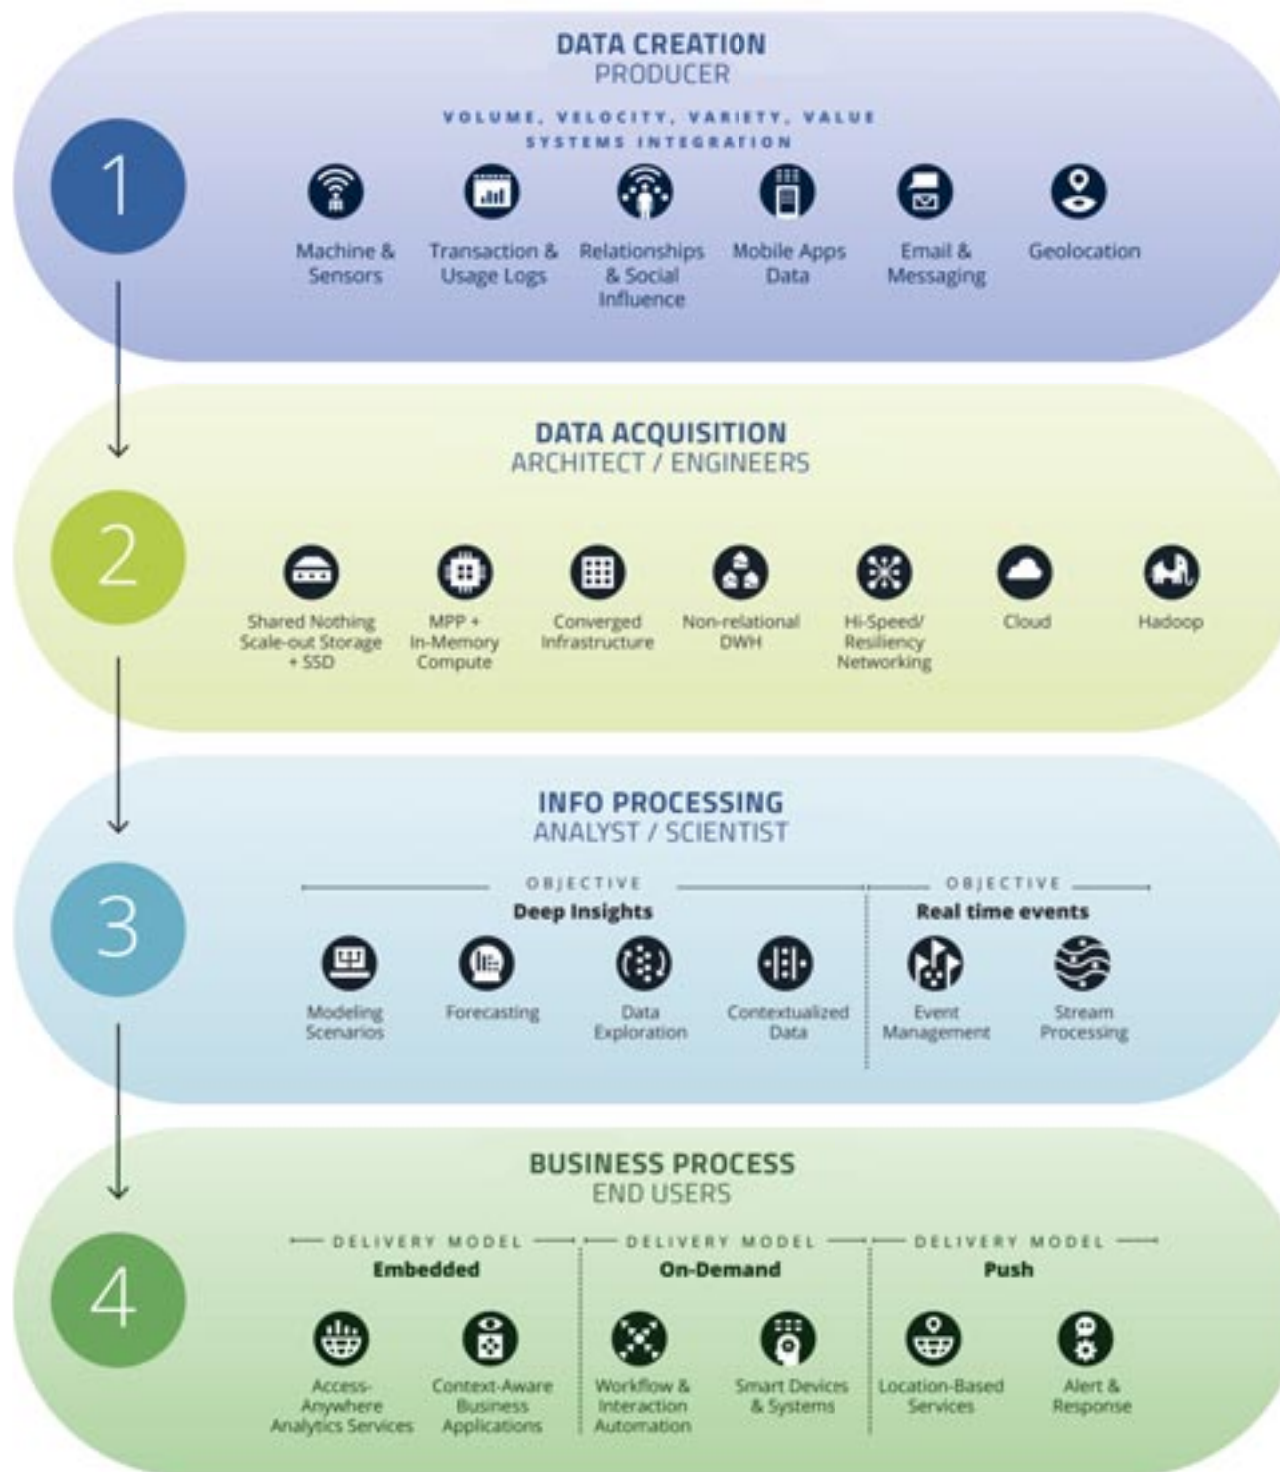 DATA CREATION
PRODUCER
VOLUME, VELOCITY, VARIETY, VALUE
SYSTEMS INTEGRATION
1
Machine &
Sensors
Transaction &
Usage Logs
Relationships
& Social
Influence
Mobile Apps
Data
Email &
Messaging
Geolocation
DATA ACQUISITION
ARCHITECT / ENGINEERS
2
Shared Nothing
Scale-out Storage
+ SSD
MPP +
In-Memory
Compute
Converged
Infrastructure
Non-relational
DWH
Hi-Speed/
Resiliency
Networking
Cloud
Hadoop
INFO PROCESSING
ANALYST / SCIENTIST
3
OBJECTIVE
Deep Insights
OBJECTIVE
Real time events
Modeling
Scenarios
Forecasting
Data
Exploration
Contextualized
Data
Event
Management
Stream
Processing
BUSINESS PROCESS
END USERS
4
DELIVERY MODEL
Embedded
DELIVERY MODEL
On-Demand
DELIVERY MODEL
Push
Access-
Anywhere
Analytics Services
Context-Aware
Business
Applications
Workflow &
Interaction
Automation
Smart Devices
& Systems
Location-Based
Services
Alert &
Response